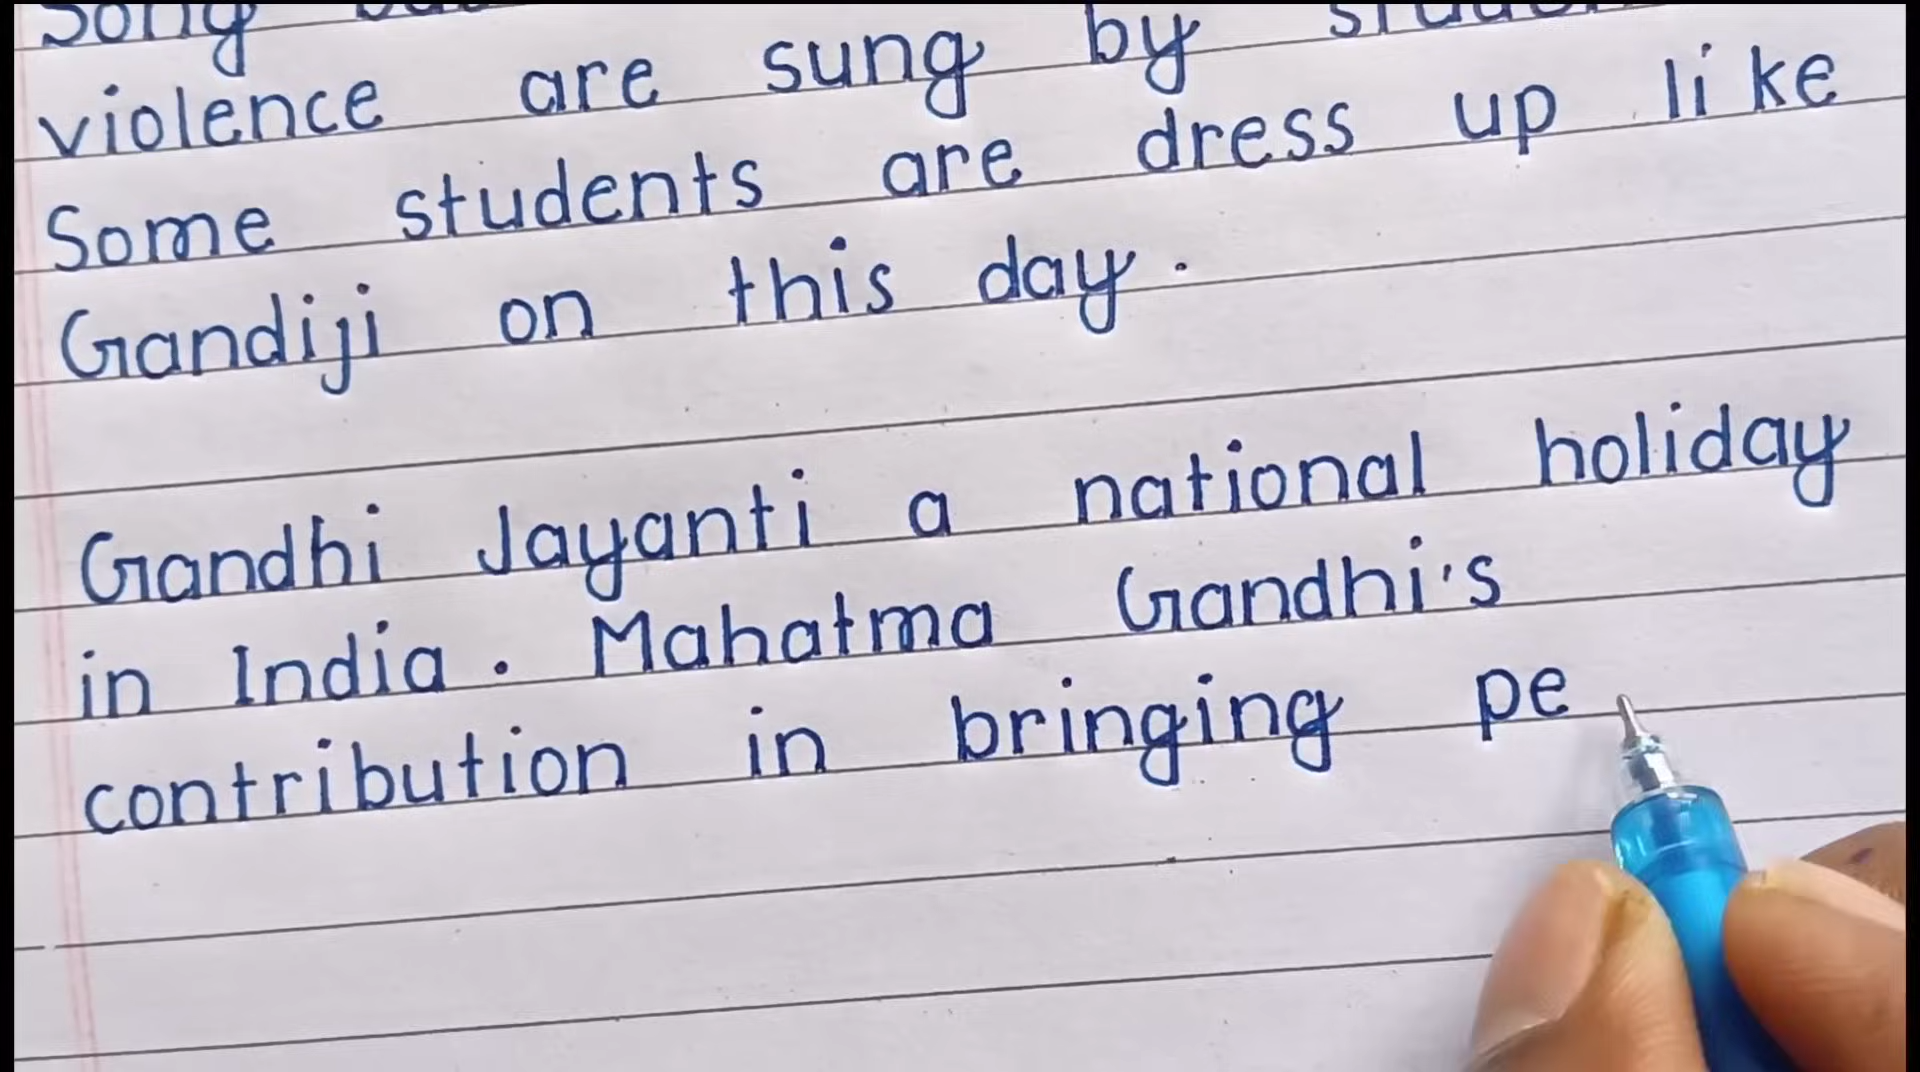 Song
violence are sung by
Some students are dress up like
Gandiji on this day.
Gandhi Jayanti a national holiday
in India. Mahatma Gandhi's
contribution in bringing pe